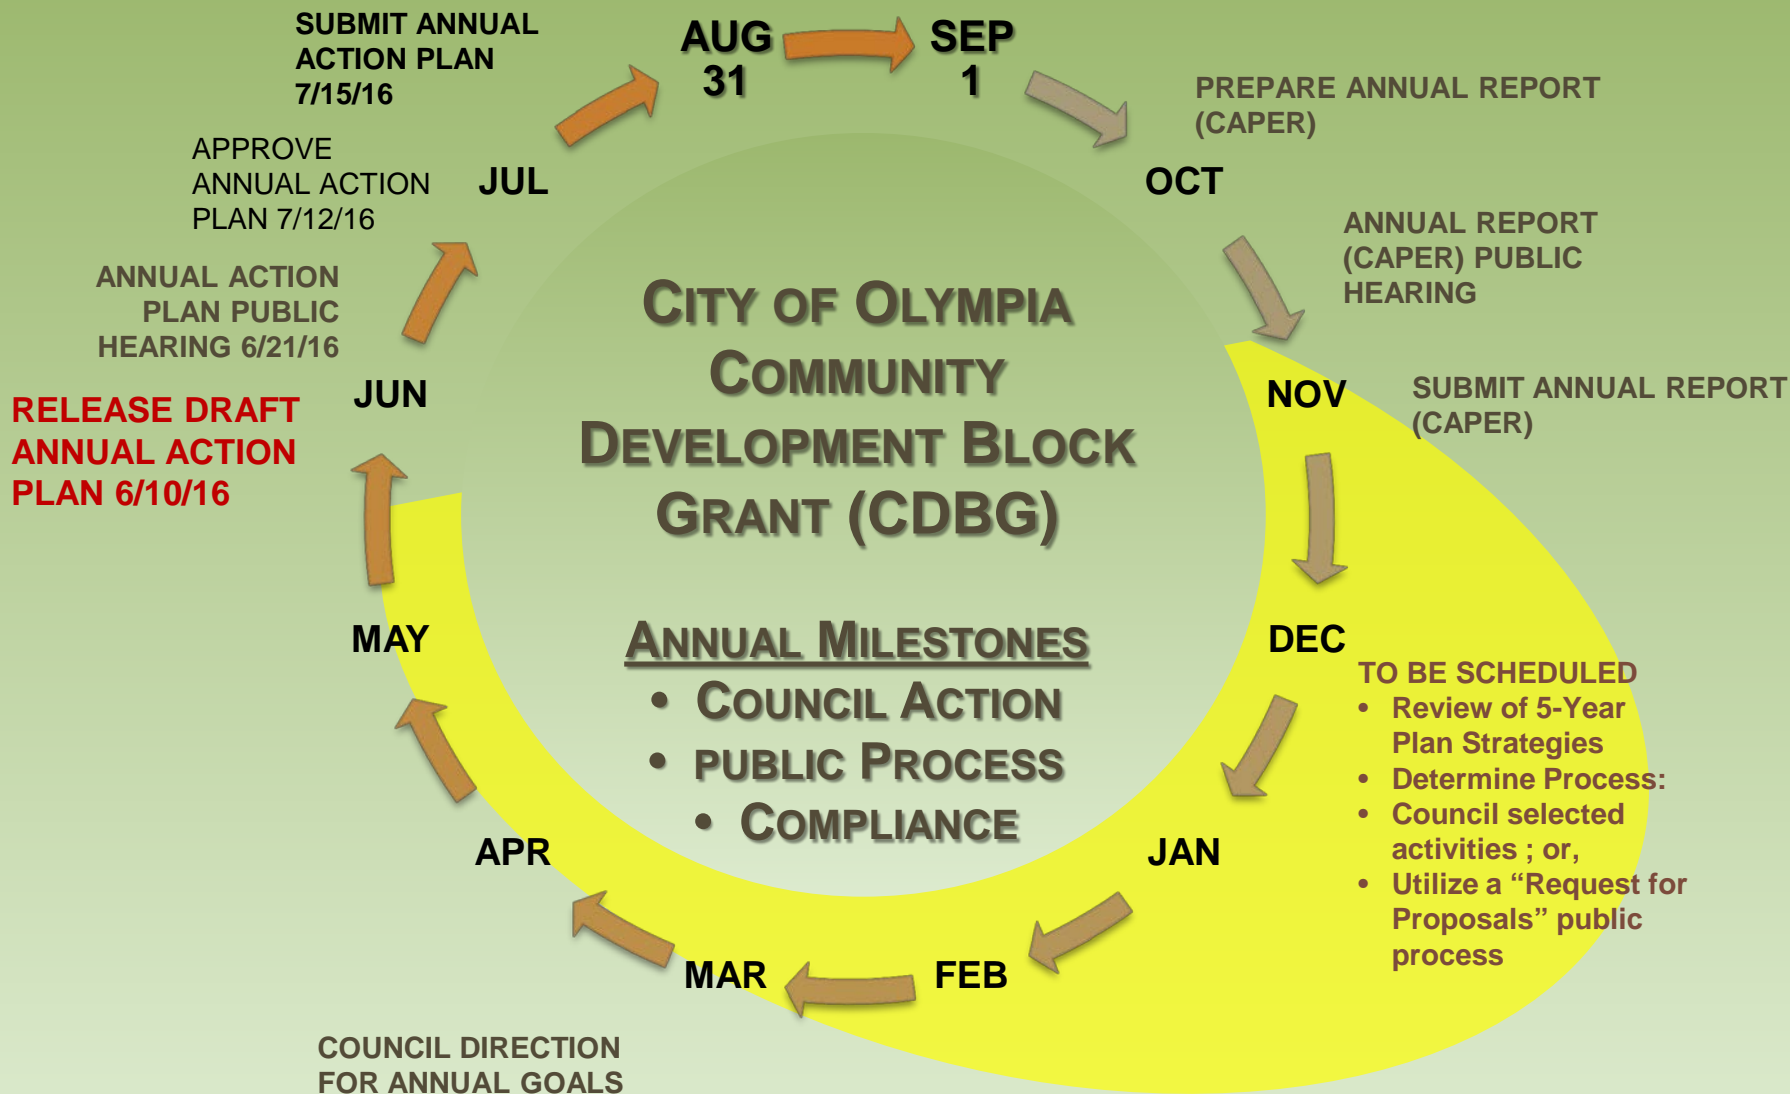 SUBMIT ANNUAL
ACTION PLAN
7/15/16
AUG
31
SEP
1
PREPARE ANNUAL REPORT
(CAPER)
OCT
ANNUAL REPORT
(CAPER) PUBLIC
HEARING
NOV
SUBMIT ANNUAL REPORT
(CAPER)
DEC
TO BE SCHEDULED
• Review of 5-Year
Plan Strategies
• Determine Process:
• Council selected
activities ; or,
• Utilize a “Request for
Proposals” public
process
JAN
FEB
MAR
COUNCIL DIRECTION
FOR ANNUAL GOALS
APR
MAY
RELEASE DRAFT
ANNUAL ACTION
PLAN 6/10/16
JUN
ANNUAL ACTION
PLAN PUBLIC
HEARING 6/21/16
APPROVE
ANNUAL ACTION
PLAN 7/12/16
JUL
CITY OF OLYMPIA
COMMUNITY
DEVELOPMENT BLOCK
GRANT (CDBG)
ANNUAL MILESTONES
• COUNCIL ACTION
• PUBLIC PROCESS
• COMPLIANCE